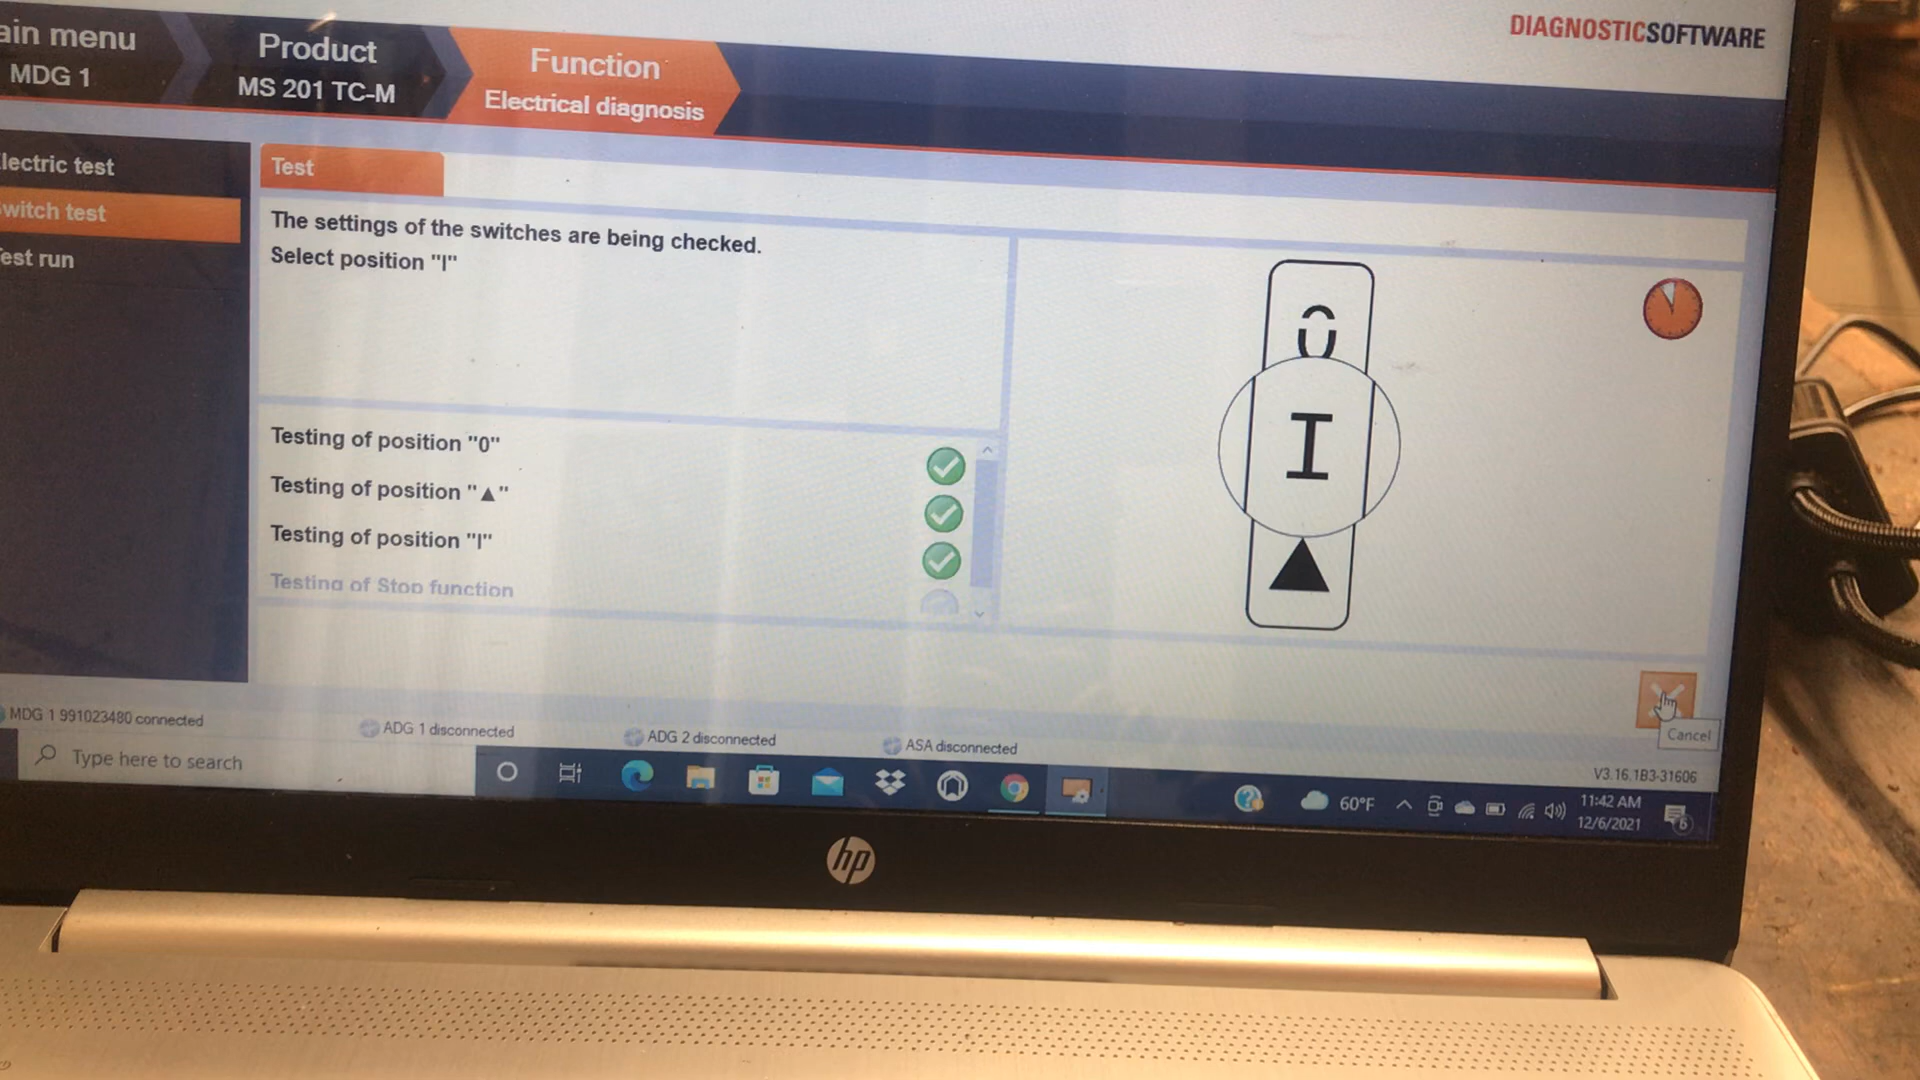 DIAGNOSTICSOFTWARE
ain menu
MDG 1
Product
MS 201 TC-M
Function
Electrical diagnosis
lectric test
witch test
est run
Test
The settings of the switches are being checked.
Select position "I"
Testing of position "0"
Testing of position "▲"
Testing of position "I"
Testing of Stop function
I
Cancel
MDG 1 991023480 connected
ADG 1 disconnected
ADG 2 disconnected
ASA disconnected
V3.16.1B3-31606
Type here to search
60°F
11:42 AM
12/6/2021
6
hp